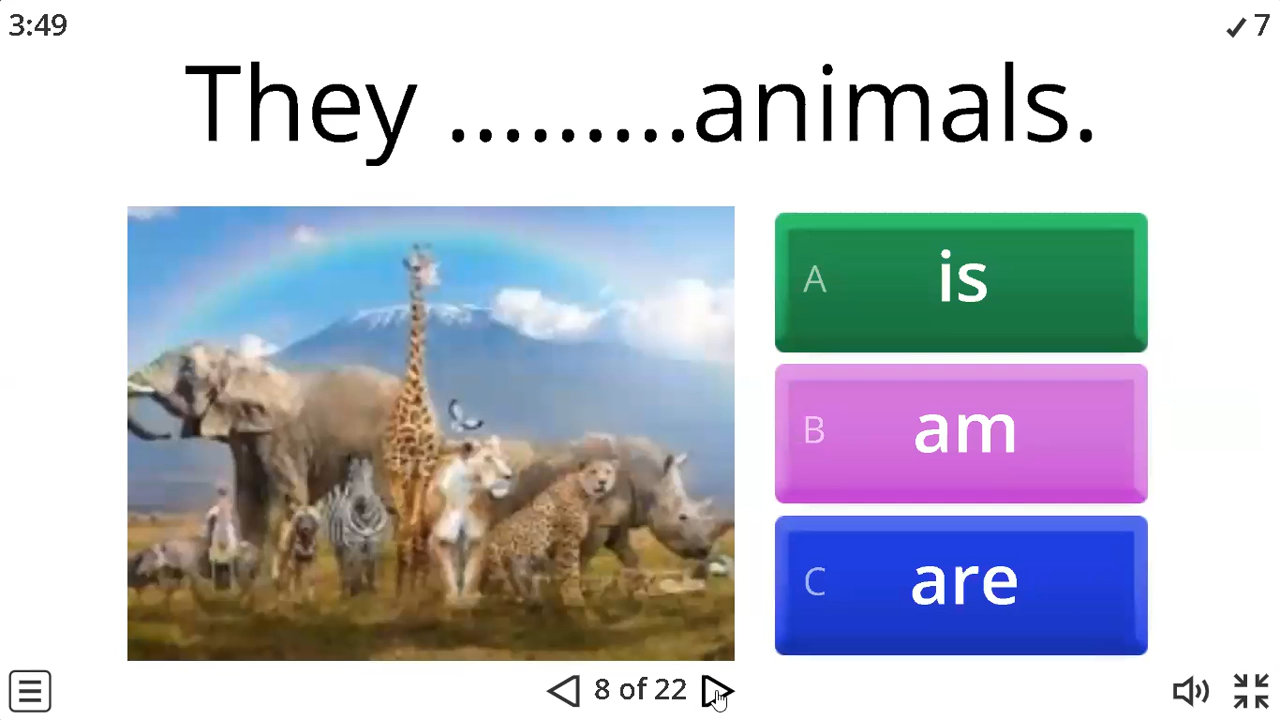 3:49
✓ 7
They .........animals.
A is
B am
C are
8 of 22